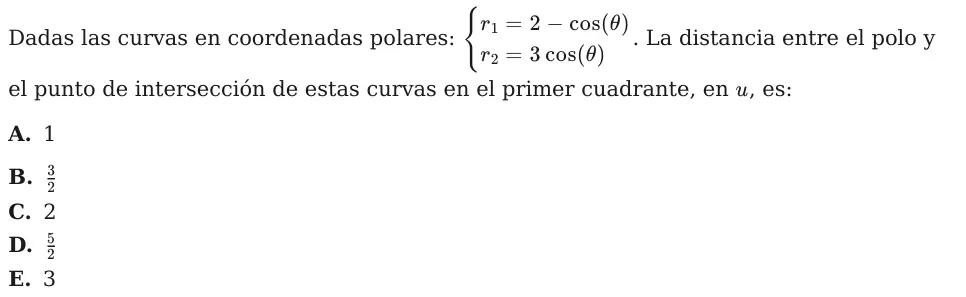 Dadas las curvas en coordenadas polares: { r₁ = 2 − cos(θ)
r₂ = 3 cos(θ) . La distancia entre el polo y
el punto de intersección de estas curvas en el primer cuadrante, en u, es:
A. 1
B. 3/2
C. 2
D. 5/2
E. 3